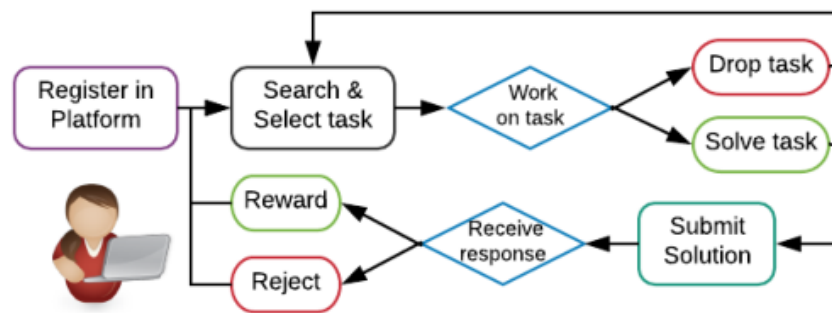 Register in
Platform
Search &
Select task
Work
on task
Drop task
Solve task
Reward
Reject
Receive
response
Submit
Solution